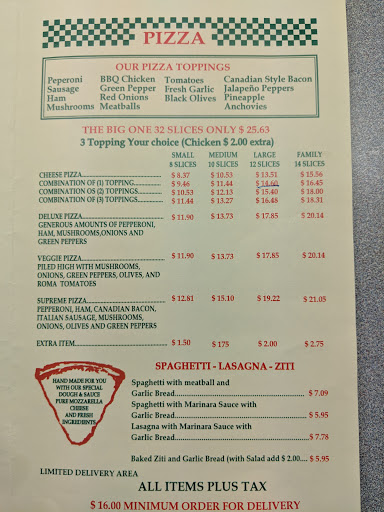 PIZZA
OUR PIZZA TOPPINGS
Peperoni BBQ Chicken Tomatoes Canadian Style Bacon
Sausage Green Pepper Fresh Garlic Jalapeño Peppers
Ham Red Onions Black Olives Pineapple
Mushrooms Meatballs Anchovies
THE BIG ONE 32 SLICES ONLY $ 25.63
3 Topping Your choice (Chicken $ 2.00 extra)
SMALL MEDIUM LARGE FAMILY
8 SLICES 10 SLICES 12 SLICES 14 SLICES
CHEESE PIZZA $ 8.37 $ 10.53 $ 13.51 $ 15.56
COMBINATION OF (1) TOPPING $ 9.46 $ 11.44 $ 14.60 $ 16.45
COMBINATION OS (2) TOPPINGS $ 10.53 $ 12.13 $ 15.40 $ 18.00
COMBINATION OF (3) TOPPINGS $ 11.44 $ 13.27 $ 16.48 $ 18.31
DELUXE PIZZA $ 11.90 $ 13.73 $ 17.85 $ 20.14
GENEROUS AMOUNTS OF PEPPERONI,
HAM, MUSHROOMS,ONIONS AND
GREEN PEPPERS
VEGGIE PIZZA $ 11.90 $ 13.73 $ 17.85 $ 20.14
PILED HIGH WITH MUSHROOMS,
ONIONS, GREEN PEPPERS, OLIVES, AND
ROMA TOMATOES
SUPREME PIZZA $ 12.81 $ 15.10 $ 19.22 $ 21.05
PEPPERONI, HAM, CANADIAN BACON,
ITALIAN SAUSAGE, MUSHROOMS,
ONIONS, OLIVES AND GREEN PEPPERS
EXTRA ITEM $ 1.50 $ 175 $ 2.00 $ 2.75
HAND MADE FOR YOU
WITH OUR SPECIAL
DOUGH & SAUCE
PURE MOZZARELLA
CHEESE
AND FRESH
INGREDIENTS
SPAGHETTI - LASAGNA - ZITI
Spaghetti with meatball and
Garlic Bread $ 7.09
Spaghetti with Marinara Sauce with
Garlic Bread $ 5.95
Lasagna with Marinara Sauce with
Garlic Bread $ 7.78
Baked Ziti and Garlic Bread (with Salad add $ 2.00.... $ 5.95
LIMITED DELIVERY AREA
ALL ITEMS PLUS TAX
$ 16.00 MINIMUM ORDER FOR DELIVERY